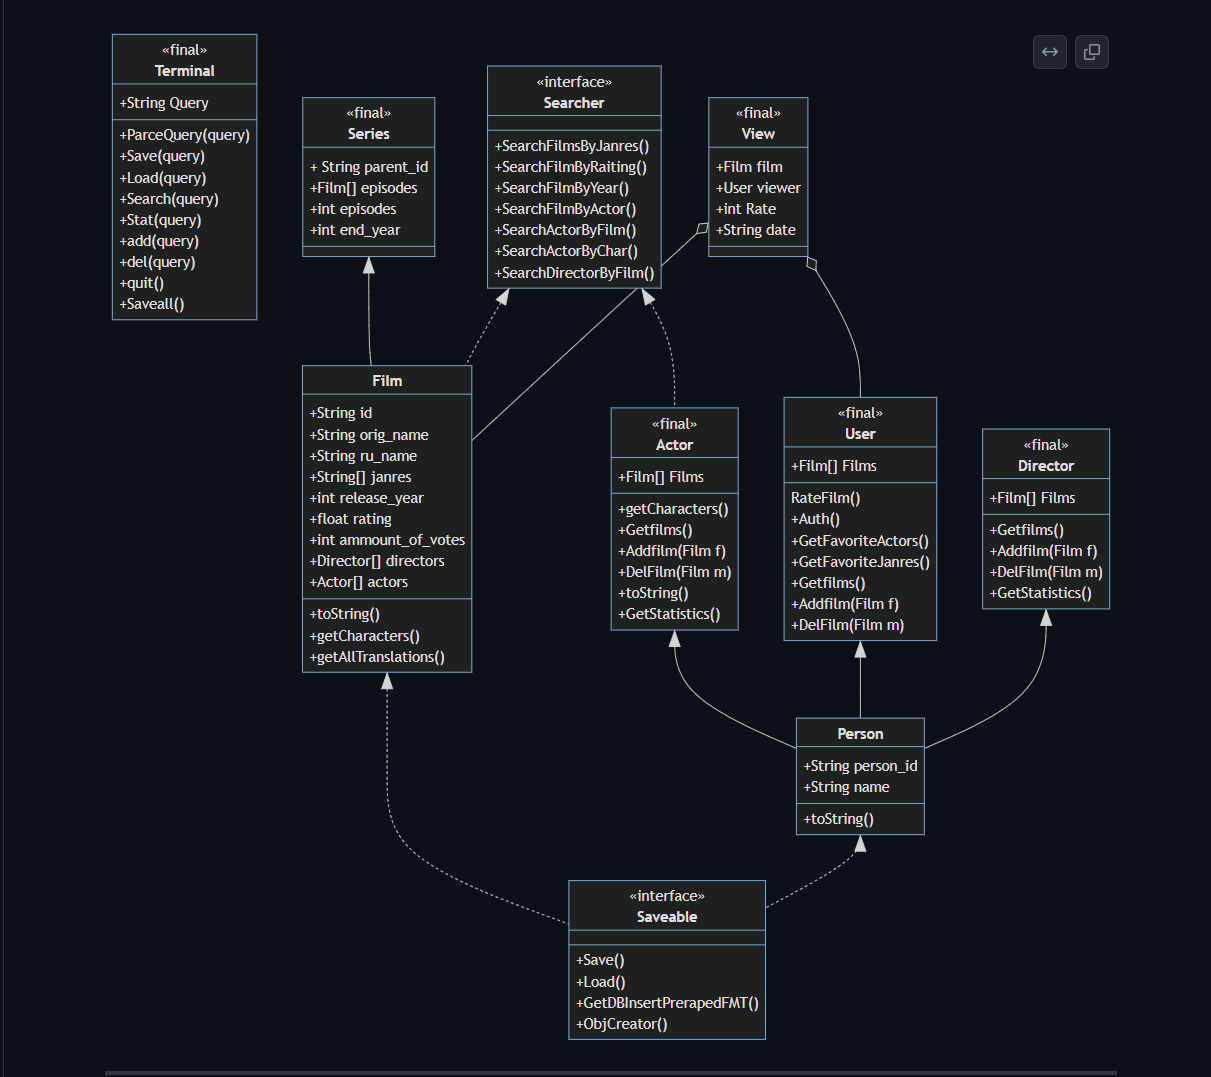 «final»
Terminal
+String Query
+ParceQuery(query)
+Save(query)
+Load(query)
+Search(query)
+Stat(query)
+add(query)
+del(query)
+quit()
+Saveall()
«final»
Series
+ String parent_id
+Film[] episodes
+int episodes
+int end_year
«interface»
Searcher
+SearchFilmsByJanres()
+SearchFilmByRaiting()
+SearchFilmByYear()
+SearchFilmByActor()
+SearchActorByFilm()
+SearchActorByChar()
+SearchDirectorByFilm()
«final»
View
+Film film
+User viewer
+int Rate
+String date
Film
+String id
+String orig_name
+String ru_name
+String[] janres
+int release_year
+float rating
+int ammount_of_votes
+Director[] directors
+Actor[] actors
+toString()
+getCharacters()
+getAllTranslations()
«final»
Actor
+Film[] Films
+getCharacters()
+Getfilms()
+Addfilm(Film f)
+DelFilm(Film m)
+toString()
+GetStatistics()
«final»
User
+Film[] Films
RateFilm()
+Auth()
+GetFavoriteActors()
+GetFavoriteJanres()
+Getfilms()
+Addfilm(Film f)
+DelFilm(Film m)
«final»
Director
+Film[] Films
+Getfilms()
+Addfilm(Film f)
+DelFilm(Film m)
+GetStatistics()
Person
+String person_id
+String name
+toString()
«interface»
Saveable
+Save()
+Load()
+GetDBInsertPrerapedFMT()
+ObjCreator()